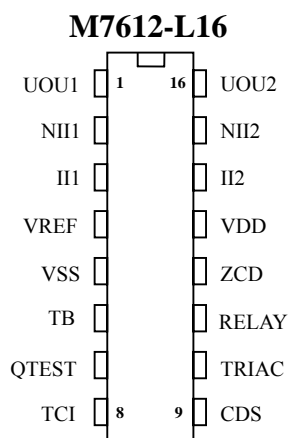 M7612-L16
UOU1 1 16 UOU2
NII1 NII2
II1 II2
VREF VDD
VSS ZCD
TB RELAY
QTEST TRIAC
TCI 8 9 CDS